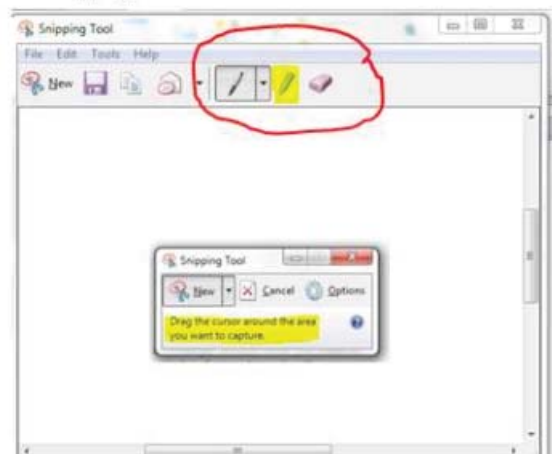 Snipping Tool
File Edit Tools Help
New
Snipping Tool
New Cancel Options
Drag the cursor around the area
you want to capture.